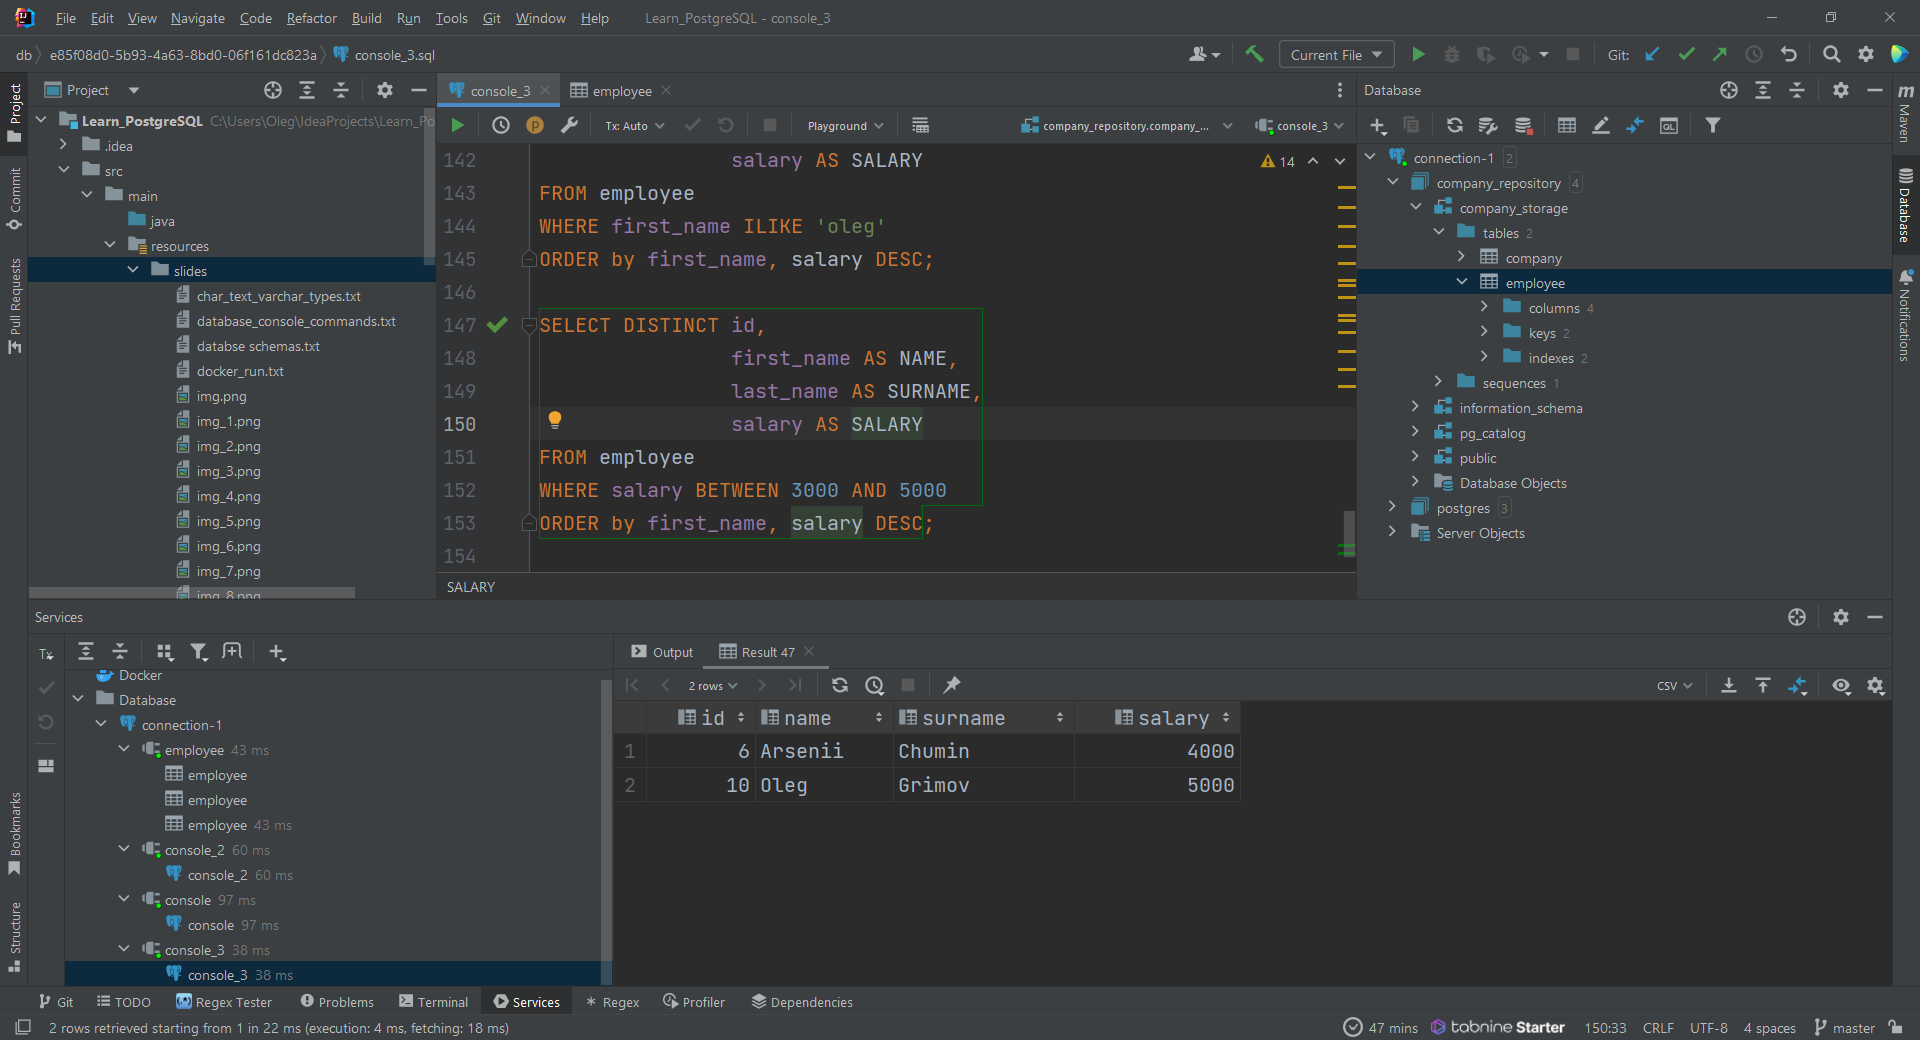 File Edit View Navigate Code Refactor Build Run Tools Git Window Help Learn_PostgreSQL - console_3
db e85f08d0-5b93-4a63-8bd0-06f161dc823a console_3.sql
Current File Git:
Project
console_3 employee
Database
Learn_PostgreSQL C:\Users\Oleg\IdeaProjects\Learn_Po
.idea
src
main
java
resources
slides
char_text_varchar_types.txt
database_console_commands.txt
databse schemas.txt
docker_run.txt
img.png
img_1.png
img_2.png
img_3.png
img_4.png
img_5.png
img_6.png
img_7.png
img_8.png
Tx: Auto Playground company_repository.company_... console_3
14
142 salary AS SALARY
143 FROM employee
144 WHERE first_name ILIKE 'oleg'
145 ORDER by first_name, salary DESC;
146
147 SELECT DISTINCT id,
148 first_name AS NAME,
149 last_name AS SURNAME,
150 salary AS SALARY
151 FROM employee
152 WHERE salary BETWEEN 3000 AND 5000
153 ORDER by first_name, salary DESC;
154
SALARY
connection-1 2
company_repository 4
company_storage
tables 2
company
employee
columns 4
keys 2
indexes 2
sequences 1
information_schema
pg_catalog
public
Database Objects
postgres 3
Server Objects
Project
Commit
Pull Requests
Bookmarks
Structure
m Maven
Database
Notifications
Services
Tx
Docker
Database
connection-1
employee 43 ms
employee
employee
employee 43 ms
console_2 60 ms
console_2 60 ms
console 97 ms
console 97 ms
console_3 38 ms
console_3 38 ms
Output Result 47
2 rows CSV
id name surname salary
1 6 Arsenii Chumin 4000
2 10 Oleg Grimov 5000
Git TODO Regex Tester Problems Terminal Services Regex Profiler Dependencies
2 rows retrieved starting from 1 in 22 ms (execution: 4 ms, fetching: 18 ms)
47 mins tabnine Starter 150:33 CRLF UTF-8 4 spaces master